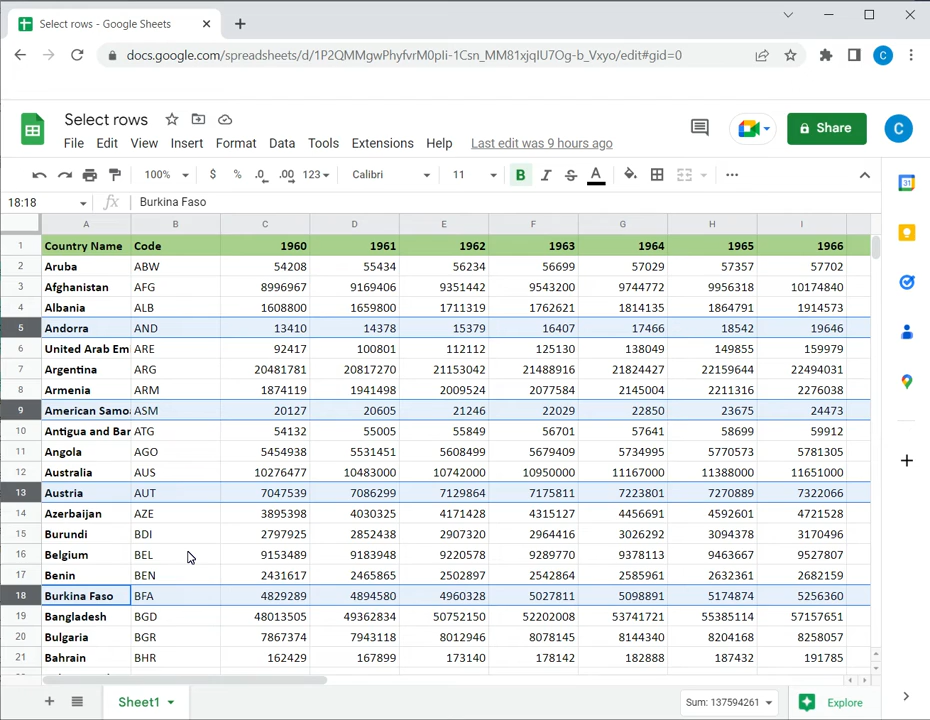 Select rows - Google Sheets
docs.google.com/spreadsheets/d/1P2QMMgwPhyfvrM0pIi-1Csn_MM81xjqIU7Og-b_Vxyo/edit#gid=0
C
Select rows
File Edit View Insert Format Data Tools Extensions Help Last edit was 9 hours ago
Share
C
100% $ % .0 .00 123 Calibri 11 B I S A
31
18:18 fx Burkina Faso
A B C D E F G H I
1 Country Name Code 1960 1961 1962 1963 1964 1965 1966
2 Aruba ABW 54208 55434 56234 56699 57029 57357 57702
3 Afghanistan AFG 8996967 9169406 9351442 9543200 9744772 9956318 10174840
4 Albania ALB 1608800 1659800 1711319 1762621 1814135 1864791 1914573
5 Andorra AND 13410 14378 15379 16407 17466 18542 19646
6 United Arab Em ARE 92417 100801 112112 125130 138049 149855 159979
7 Argentina ARG 20481781 20817270 21153042 21488916 21824427 22159644 22494031
8 Armenia ARM 1874119 1941498 2009524 2077584 2145004 2211316 2276038
9 American Samo ASM 20127 20605 21246 22029 22850 23675 24473
10 Antigua and Bar ATG 54132 55005 55849 56701 57641 58699 59912
11 Angola AGO 5454938 5531451 5608499 5679409 5734995 5770573 5781305
12 Australia AUS 10276477 10483000 10742000 10950000 11167000 11388000 11651000
13 Austria AUT 7047539 7086299 7129864 7175811 7223801 7270889 7322066
14 Azerbaijan AZE 3895398 4030325 4171428 4315127 4456691 4592601 4721528
15 Burundi BDI 2797925 2852438 2907320 2964416 3026292 3094378 3170496
16 Belgium BEL 9153489 9183948 9220578 9289770 9378113 9463667 9527807
17 Benin BEN 2431617 2465865 2502897 2542864 2585961 2632361 2682159
18 Burkina Faso BFA 4829289 4894580 4960328 5027811 5098891 5174874 5256360
19 Bangladesh BGD 48013505 49362834 50752150 52202008 53741721 55385114 57157651
20 Bulgaria BGR 7867374 7943118 8012946 8078145 8144340 8204168 8258057
21 Bahrain BHR 162429 167899 173140 178142 182888 187432 191785
Sheet1 Sum: 137594261 Explore